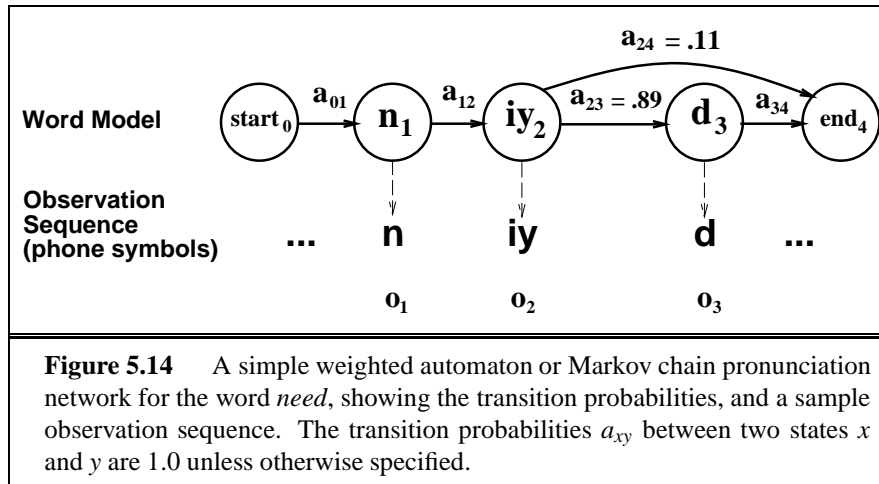 a24 = .11
a01 a12 a23 = .89 a34
Word Model start0 n1 iy2 d3 end4
Observation
Sequence
(phone symbols) ... n iy d ...
o1 o2 o3
Figure 5.14 A simple weighted automaton or Markov chain pronunciation
network for the word need, showing the transition probabilities, and a sample
observation sequence. The transition probabilities axy between two states x
and y are 1.0 unless otherwise specified.